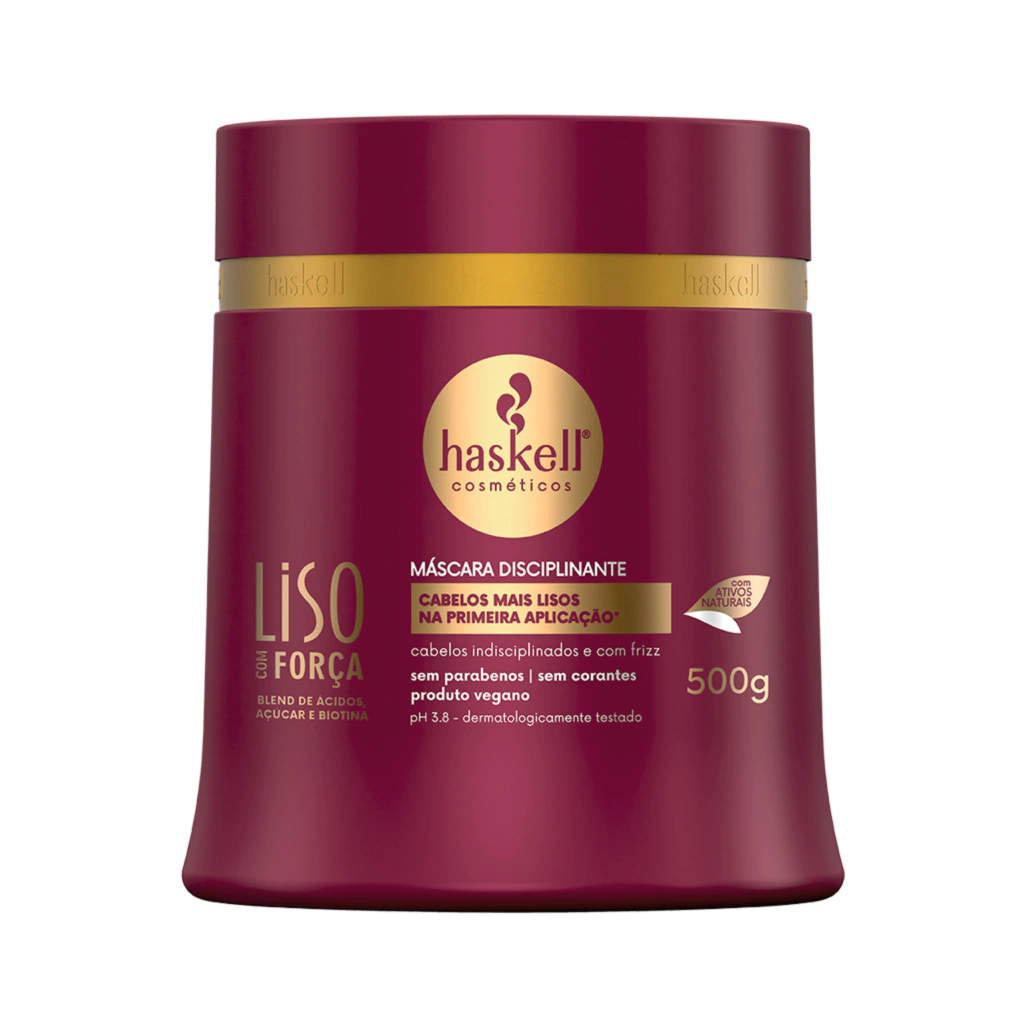 haskell haskell
haskell®
cosméticos
LiSO
COM FORÇA
BLEND DE ÁCIDOS,
AÇÚCAR E BIOTINA
MÁSCARA DISCIPLINANTE
CABELOS MAIS LISOS
NA PRIMEIRA APLICAÇÃO*
cabelos indisciplinados e com frizz
sem parabenos | sem corantes
produto vegano
pH 3.8 - dermatologicamente testado
com
ATIVOS
NATURAIS
500g